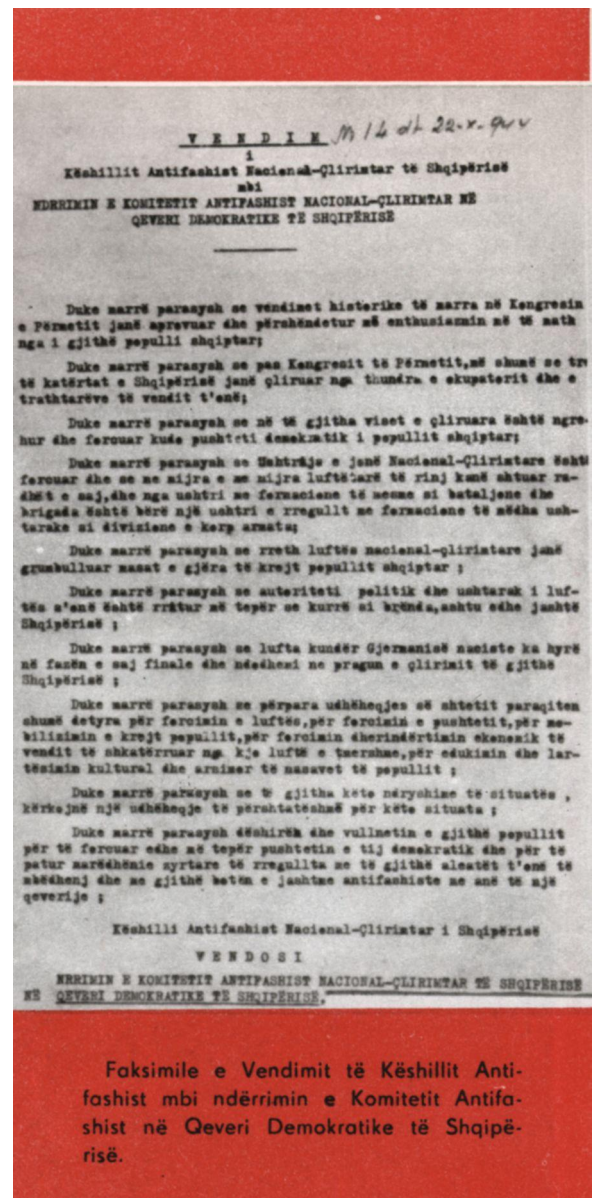 V E N D I M Nr 14 dt 22-X-944
i
Këshillit Antifashist Nacional-Çlirimtar të Shqipërisë
mbi
NDRRIMIN E KOMITETIT ANTIFASHIST NACIONAL-ÇLIRIMTAR NË
QEVERI DEMOKRATIKE TË SHQIPËRISË
Duke marrë parasysh se vendimet historike të marra në Kongresin
e Përmetit janë aprovuar dhe përshëndetur më enthusiazmin më të math
nga i gjithë populli shqiptar;
Duke marrë parasysh se pas Kongresit të Përmetit,më shumë se tre
të katërtat e Shqipërisë janë çliruar nga thundra e okupatorit dhe e
trathtarëve të vendit t'onë;
Duke marrë parasysh se në të gjitha viset e çliruara është ngre-
hur dhe forcuar kudo pushteti demokratik i popullit shqiptar;
Duke marrë parasysh se Ushtrija e jonë Nacional-Çlirimtare është
forcuar dhe se me mijra e me mijra luftëtarë të rinj kanë shtuar ra-
dhët e saj,dhe nga ushtri me formacione të vocme si bataljone dhe
brigada është bërë një ushtri e rregullt me formacione të mëdha ush-
tarake si divizione e korp armata;
Duke marrë parasysh se rreth luftës nacional-çlirimtare janë
grumbulluar masat e gjëra të krejt popullit shqiptar ;
Duke marrë parasysh se autoriteti politik dhe ushtarak i luf-
tës s'onë është rritur më tepër se kurrë si brënda,ashtu edhe jashtë
Shqipërisë ;
Duke marrë parasysh se lufta kundër Gjermanisë naciste ka hyrë
në fazën e saj finale dhe ndodhemi ne pragun e çlirimit të gjithë
Shqipërisë ;
Duke marrë parasysh se përpara udhëheqjes së shtetit paraqiten
shumë detyra për forcimin e luftës,për forcimin e pushtetit,për mo-
bilizimin e krejt popullit,për forcimin dherindërtimin ekonomik të
vendit të shkatërruar nga kjo luftë e tmerrshme,për edukimin dhe lar-
tësimin kultural dhe arsimor të masavet të popullit ;
Duke marrë parasysh se të gjitha këto ndryshime të situatës ,
kërkojnë një udhëheqje të përshtatëshmë për këto situata ;
Duke marrë parasysh dëshirën dhe vullnetin e gjithë popullit
për të forcuar edhe më tepër pushtetin e tij demokratik dhe për të
patur marëdhënie zyrtare të rregullta me të gjithë aleatët t'onë të
mëdhenj dhe me gjithë botën e jashtme antifashiste me anë të një
qeverije ;
Këshilli Antifashist Nacional-Çlirimtar i Shqipërisë
V E N D O S I
NRRIMIN E KOMITETIT ANTIFASHIST NACIONAL-ÇLIRIMTAR TË SHQIPËRISË
NË QEVERI DEMOKRATIKE TË SHQIPËRISË.
Faksimile e Vendimit të Këshillit Anti-
fashist mbi ndërrimin e Komitetit Antifa-
shist në Qeveri Demokratike të Shqipë-
risë.